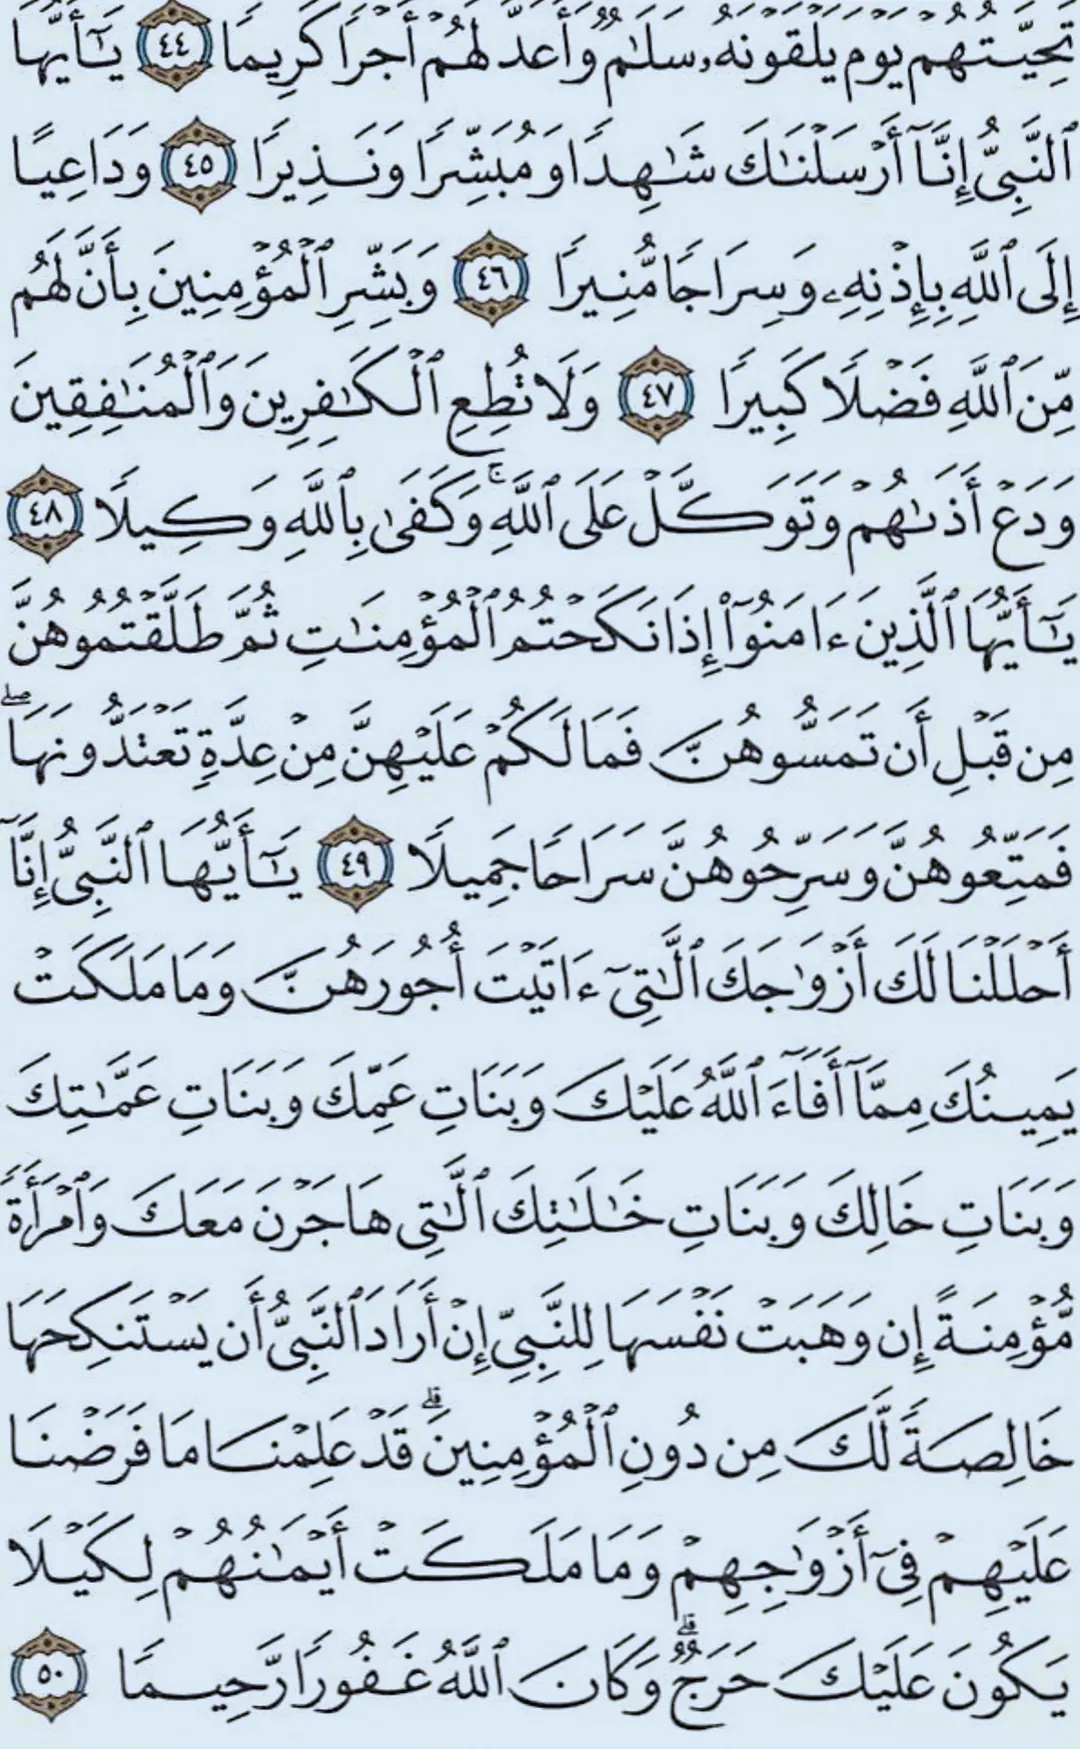 تَحِيَّتُهُمْ يَوْمَ يَلْقَوْنَهُۥ سَلَٰمٌ وَأَعَدَّ لَهُمْ أَجْرًا كَرِيمًا ٤٤ يَٰٓأَيُّهَا
ٱلنَّبِىُّ إِنَّآ أَرْسَلْنَٰكَ شَٰهِدًا وَمُبَشِّرًا وَنَذِيرًا ٤٥ وَدَاعِيًا
إِلَى ٱللَّهِ بِإِذْنِهِۦ وَسِرَاجًا مُّنِيرًا ٤٦ وَبَشِّرِ ٱلْمُؤْمِنِينَ بِأَنَّ لَهُم
مِّنَ ٱللَّهِ فَضْلًا كَبِيرًا ٤٧ وَلَا تُطِعِ ٱلْكَٰفِرِينَ وَٱلْمُنَٰفِقِينَ
وَدَعْ أَذَىٰهُمْ وَتَوَكَّلْ عَلَى ٱللَّهِ ۚ وَكَفَىٰ بِٱللَّهِ وَكِيلًا ٤٨
يَٰٓأَيُّهَا ٱلَّذِينَ ءَامَنُوٓا۟ إِذَا نَكَحْتُمُ ٱلْمُؤْمِنَٰتِ ثُمَّ طَلَّقْتُمُوهُنَّ
مِن قَبْلِ أَن تَمَسُّوهُنَّ فَمَا لَكُمْ عَلَيْهِنَّ مِنْ عِدَّةٍ تَعْتَدُّونَهَا ۖ
فَمَتِّعُوهُنَّ وَسَرِّحُوهُنَّ سَرَاحًا جَمِيلًا ٤٩ يَٰٓأَيُّهَا ٱلنَّبِىُّ إِنَّآ
أَحْلَلْنَا لَكَ أَزْوَٰجَكَ ٱلَّٰتِىٓ ءَاتَيْتَ أُجُورَهُنَّ وَمَا مَلَكَتْ
يَمِينُكَ مِمَّآ أَفَآءَ ٱللَّهُ عَلَيْكَ وَبَنَاتِ عَمِّكَ وَبَنَاتِ عَمَّٰتِكَ
وَبَنَاتِ خَالِكَ وَبَنَاتِ خَٰلَٰتِكَ ٱلَّٰتِى هَاجَرْنَ مَعَكَ وَٱمْرَأَةً
مُّؤْمِنَةً إِن وَهَبَتْ نَفْسَهَا لِلنَّبِىِّ إِنْ أَرَادَ ٱلنَّبِىُّ أَن يَسْتَنكِحَهَا
خَالِصَةً لَّكَ مِن دُونِ ٱلْمُؤْمِنِينَ ۗ قَدْ عَلِمْنَا مَا فَرَضْنَا
عَلَيْهِمْ فِىٓ أَزْوَٰجِهِمْ وَمَا مَلَكَتْ أَيْمَٰنُهُمْ لِكَيْلَا
يَكُونَ عَلَيْكَ حَرَجٌ ۗ وَكَانَ ٱللَّهُ غَفُورًا رَّحِيمًا ٥٠